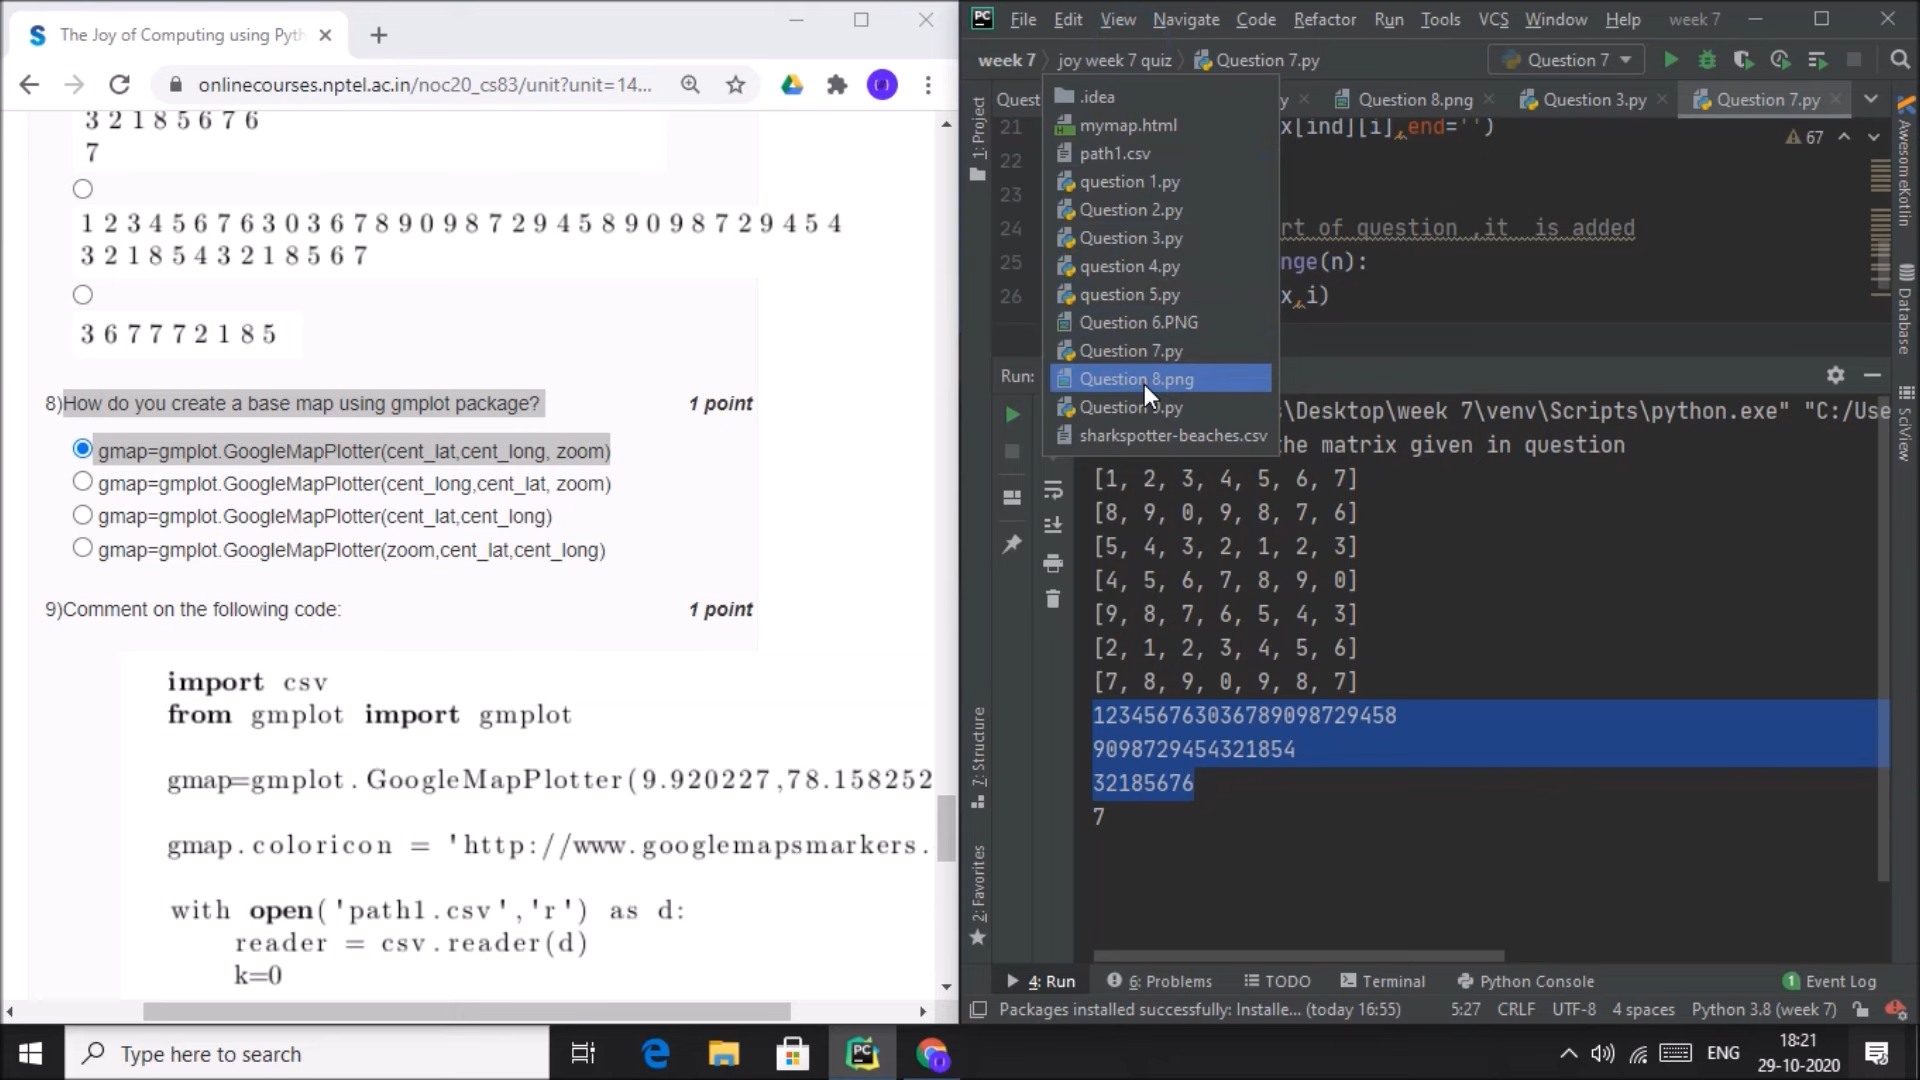 The Joy of Computing using Pyth
onlinecourses.nptel.ac.in/noc20_cs83/unit?unit=14...
3 2 1 8 5 6 7 6
7
1 2 3 4 5 6 7 6 3 0 3 6 7 8 9 0 9 8 7 2 9 4 5 8 9 0 9 8 7 2 9 4 5 4
3 2 1 8 5 4 3 2 1 8 5 6 7
3 6 7 7 7 2 1 8 5
8)How do you create a base map using gmplot package? 1 point
gmap=gmplot.GoogleMapPlotter(cent_lat,cent_long, zoom)
gmap=gmplot.GoogleMapPlotter(cent_long,cent_lat, zoom)
gmap=gmplot.GoogleMapPlotter(cent_lat,cent_long)
gmap=gmplot.GoogleMapPlotter(zoom,cent_lat,cent_long)
9)Comment on the following code: 1 point
import csv
from gmplot import gmplot
gmap=gmplot.GoogleMapPlotter(9.920227,78.158252
gmap.coloricon = 'http://www.googlemapsmarkers.
with open('path1.csv','r') as d:
reader = csv.reader(d)
k=0
PC File Edit View Navigate Code Refactor Run Tools VCS Window Help week 7
week 7 joy week 7 quiz Question 7.py Question 7
Quest y Question 8.png Question 3.py Question 7.py
.idea
mymap.html
path1.csv
question 1.py
Question 2.py
Question 3.py
question 4.py
question 5.py
Question 6.PNG
Question 7.py
Question 8.png
sharkspotter-beaches.csv
21 x[ind][i],end='')
67
22
23
24 rt of question ,it is added
25 nge(n):
26 x,i)
Run:
\Desktop\week 7\venv\Scripts\python.exe" "C:/Use
the matrix given in question
[1, 2, 3, 4, 5, 6, 7]
[8, 9, 0, 9, 8, 7, 6]
[5, 4, 3, 2, 1, 2, 3]
[4, 5, 6, 7, 8, 9, 0]
[9, 8, 7, 6, 5, 4, 3]
[2, 1, 2, 3, 4, 5, 6]
[7, 8, 9, 0, 9, 8, 7]
123456763036789098729458
9098729454321854
32185676
7
1: Project
7: Structure
2: Favorites
AwesomeKotlin
Database
SciView
4: Run 6: Problems TODO Terminal Python Console 1 Event Log
Packages installed successfully: Installe... (today 16:55) 5:27 CRLF UTF-8 4 spaces Python 3.8 (week 7)
Type here to search
PC
ENG
18:21
29-10-2020